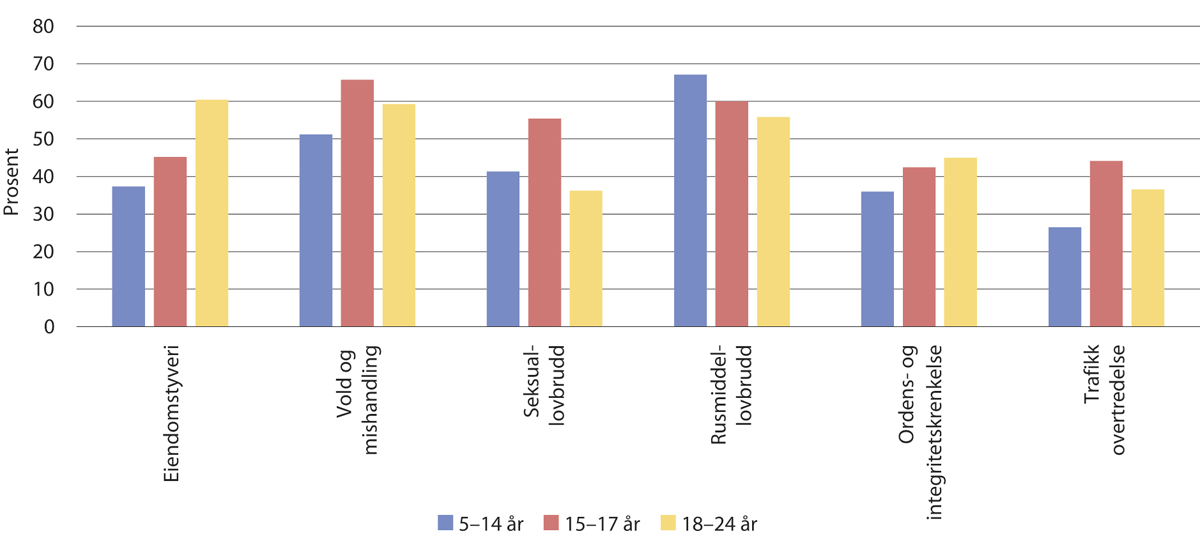 80
70
60
50
40
30
20
10
0
Prosent
Eiendomstyveri
Vold og
mishandling
Seksual-
lovbrudd
Rusmiddel-
lovbrudd
Ordens- og
integritetskrenkelse
Trafikk
overtredelse
5–14 år
15–17 år
18–24 år